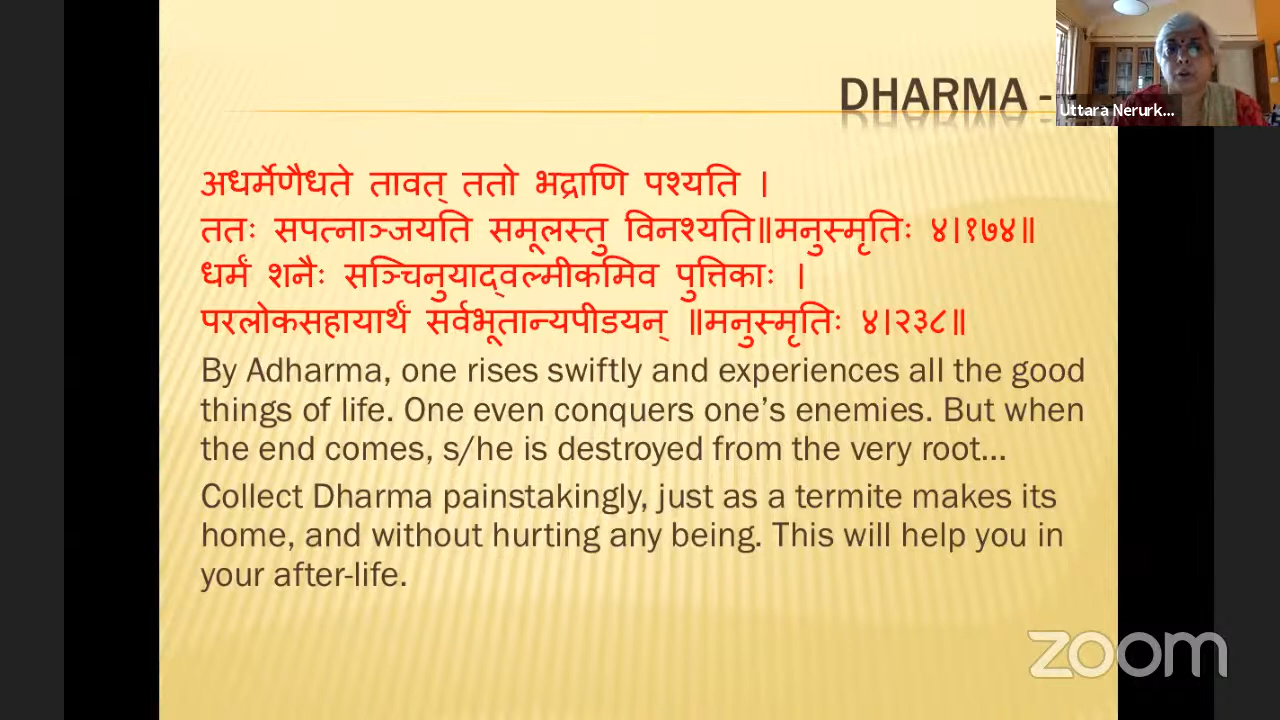 DHARMA -
Uttara Nerurk...
अधर्मेणैधते तावत् ततो भद्राणि पश्यति ।
ततः सपत्नाञ्जयति समूलस्तु विनश्यति॥मनुस्मृतिः ४।१७४॥
धर्मं शनैः सञ्चिनुयाद्वल्मीकमिव पुत्तिकाः ।
परलोकसहायार्थं सर्वभूतान्यपीडयन् ॥मनुस्मृतिः ४।२३८॥
By Adharma, one rises swiftly and experiences all the good
things of life. One even conquers one’s enemies. But when
the end comes, s/he is destroyed from the very root…
Collect Dharma painstakingly, just as a termite makes its
home, and without hurting any being. This will help you in
your after-life.
zoom